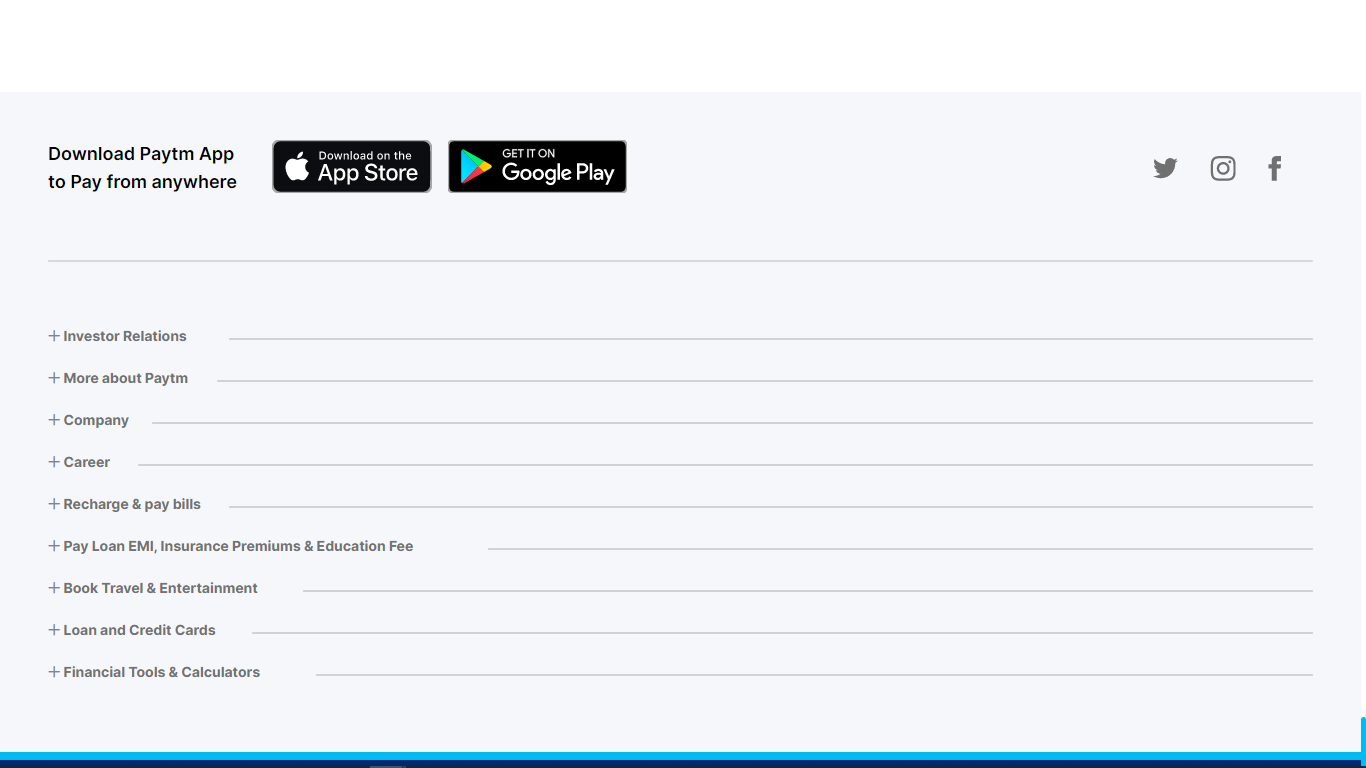 Download Paytm App
to Pay from anywhere
Download on the
App Store
GET IT ON
Google Play
Investor Relations
More about Paytm
Company
Career
Recharge & pay bills
Pay Loan EMI, Insurance Premiums & Education Fee
Book Travel & Entertainment
Loan and Credit Cards
Financial Tools & Calculators